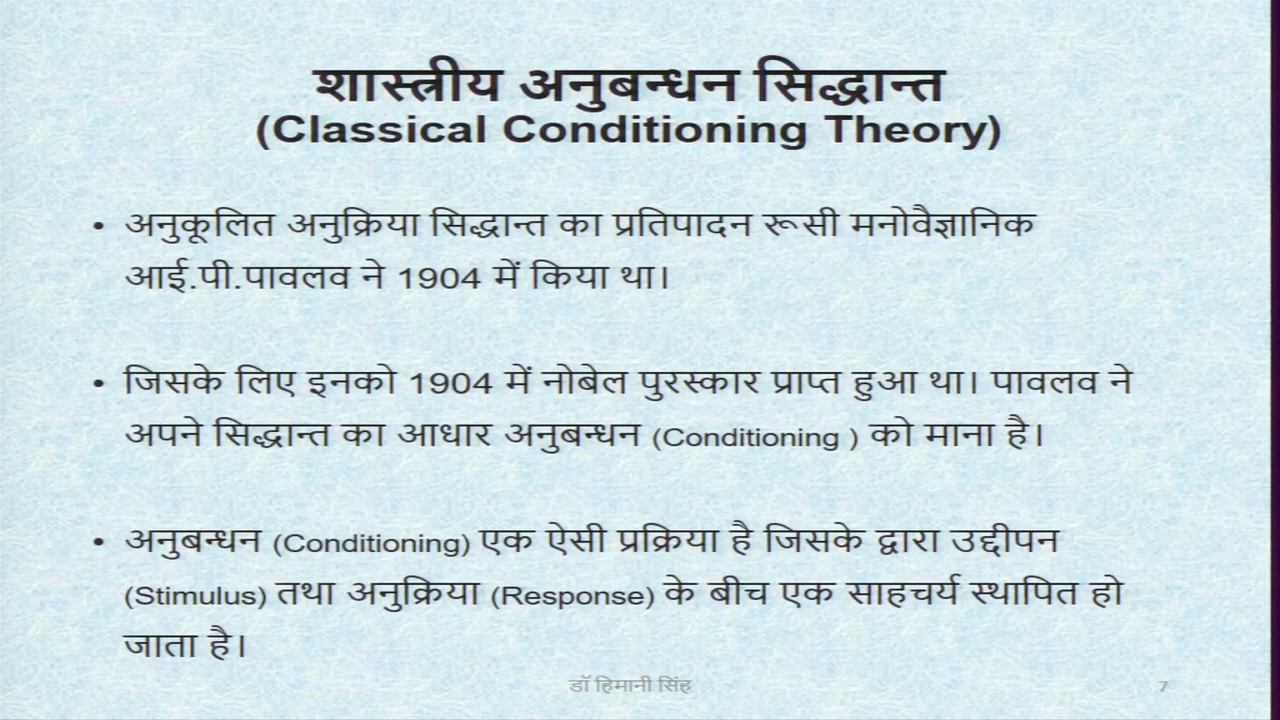 शास्त्रीय अनुबन्धन सिद्धान्त
(Classical Conditioning Theory)
• अनुकूलित अनुक्रिया सिद्धान्त का प्रतिपादन रूसी मनोवैज्ञानिक
आई.पी.पावलव ने 1904 में किया था।
• जिसके लिए इनको 1904 में नोबेल पुरस्कार प्राप्त हुआ था। पावलव ने
अपने सिद्धान्त का आधार अनुबन्धन (Conditioning ) को माना है।
• अनुबन्धन (Conditioning) एक ऐसी प्रक्रिया है जिसके द्वारा उद्दीपन
(Stimulus) तथा अनुक्रिया (Response) के बीच एक साहचर्य स्थापित हो
जाता है।
डॉ हिमानी सिंह 7